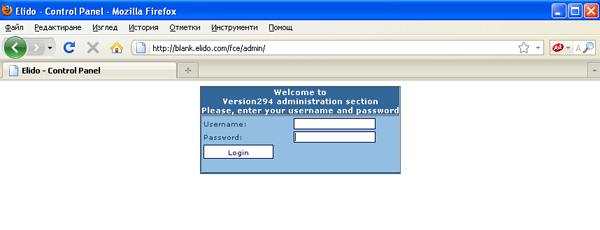 Elido - Control Panel - Mozilla Firefox
Файл Редактиране Изглед История Отметки Инструменти Помощ
http://blank.elido.com/fce/admin/
Elido - Control Panel
Welcome to
Version294 administration section
Please, enter your username and password
Username:
Password:
Login